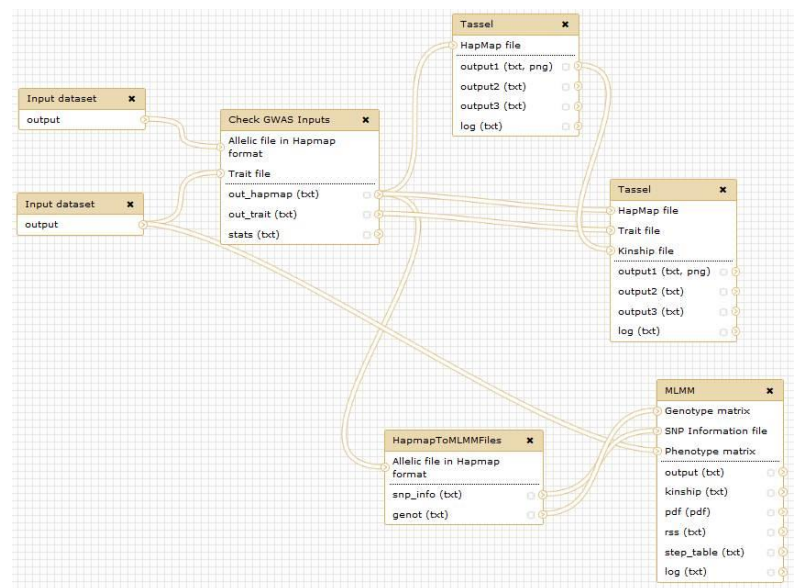 Tassel
HapMap file
output1 (txt, png)
output2 (txt)
output3 (txt)
log (txt)
Input dataset
output
Check GWAS Inputs
Allelic file in Hapmap
format
Trait file
out_hapmap (txt)
out_trait (txt)
stats (txt)
Input dataset
output
Tassel
HapMap file
Trait file
Kinship file
output1 (txt, png)
output2 (txt)
output3 (txt)
log (txt)
HapmapToMLMMFiles
Allelic file in Hapmap
format
snp_info (txt)
genot (txt)
MLMM
Genotype matrix
SNP Information file
Phenotype matrix
output (txt)
kinship (txt)
pdf (pdf)
rss (txt)
step_table (txt)
log (txt)